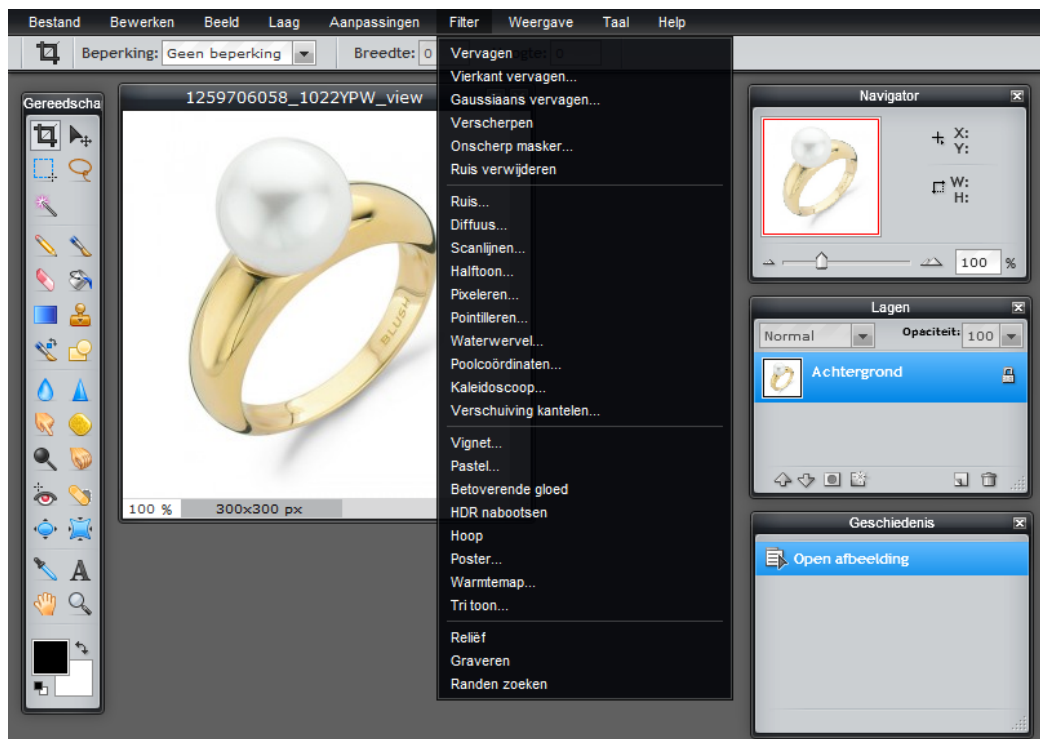 Bestand Bewerken Beeld Laag Aanpassingen Filter Weergave Taal Help
Beperking: Geen beperking Breedte: 0 0
Gereedscha
1259706058_1022YPW_view
BLUSH
100 % 300x300 px
Vervagen
Vierkant vervagen...
Gaussiaans vervagen...
Verscherpen
Onscherp masker...
Ruis verwijderen
Ruis...
Diffuus...
Scanlijnen...
Halftoon...
Pixeleren...
Pointilleren...
Waterwervel...
Poolcoördinaten...
Kaleidoscoop...
Verschuiving kantelen...
Vignet...
Pastel...
Betoverende gloed
HDR nabootsen
Hoop
Poster...
Warmtemap...
Tri toon...
Reliëf
Graveren
Randen zoeken
Navigator
X:
Y:
W:
H:
100 %
Lagen
Normal Opaciteit: 100
Achtergrond
Geschiedenis
Open afbeelding